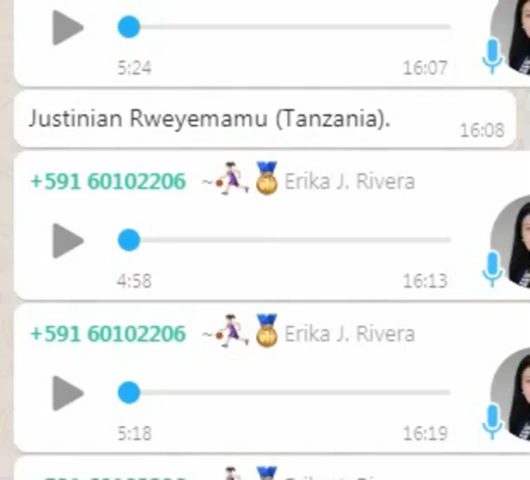 5:24 16:07
Justinian Rweyemamu (Tanzania).
16:08
+591 60102206 ~⛹🏻‍♀️🏅Erika J. Rivera
4:58 16:13
+591 60102206 ~⛹🏻‍♀️🏅Erika J. Rivera
5:18 16:19